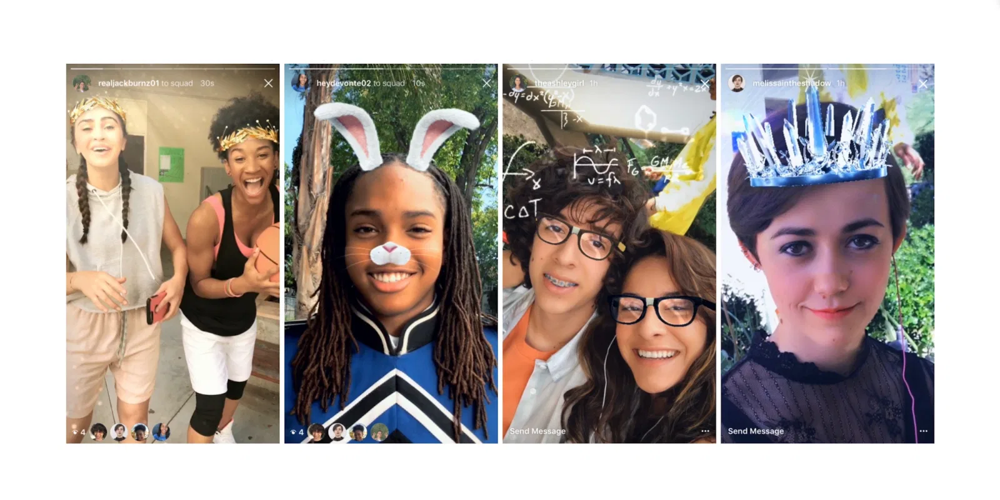 realjackburnz01 to squad 30s
4
heydevonte02 to squad 10s
4
theashleygirl 1h
CΔT
υ=fλ
Send Message
melissaintheshadow 1h
Send Message